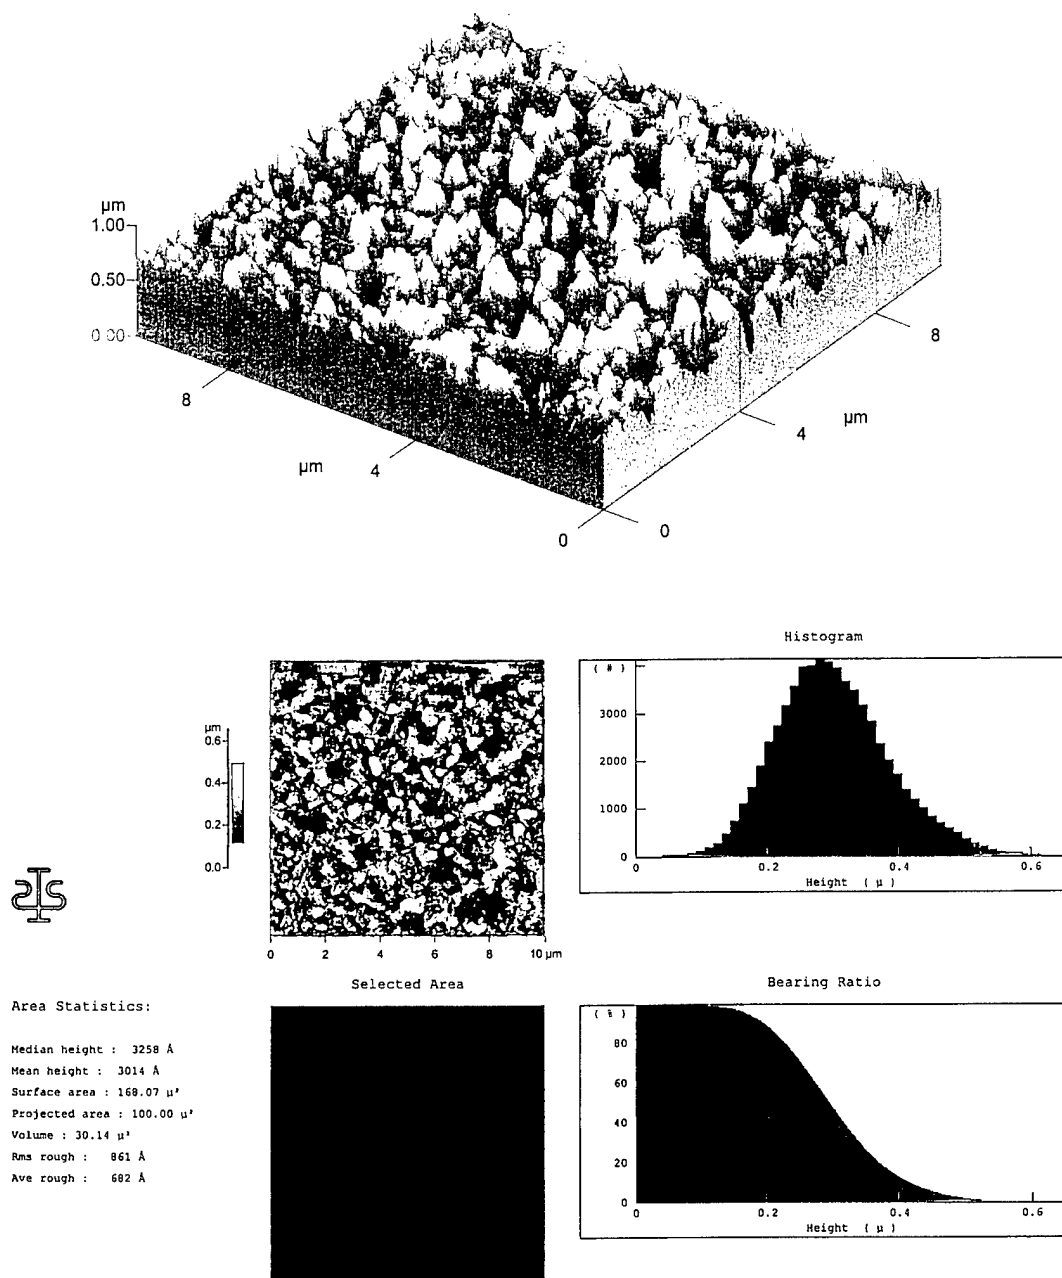 µm
1.00
0.50
0.00
8
µm
4
0
0
4
µm
8
Histogram
( # )
3000
2000
1000
0
0 0.2 0.4 0.6
Height ( µ )
µm
0.6
0.4
0.2
0.0
0 2 4 6 8 10 µm
Selected Area
Bearing Ratio
( % )
80
60
40
20
0
0 0.2 0.4 0.6
Height ( µ )
Area Statistics:
Median height : 3258 Å
Mean height : 3014 Å
Surface area : 168.07 µ²
Projected area : 100.00 µ²
Volume : 30.14 µ³
Rms rough : 861 Å
Ave rough : 682 Å